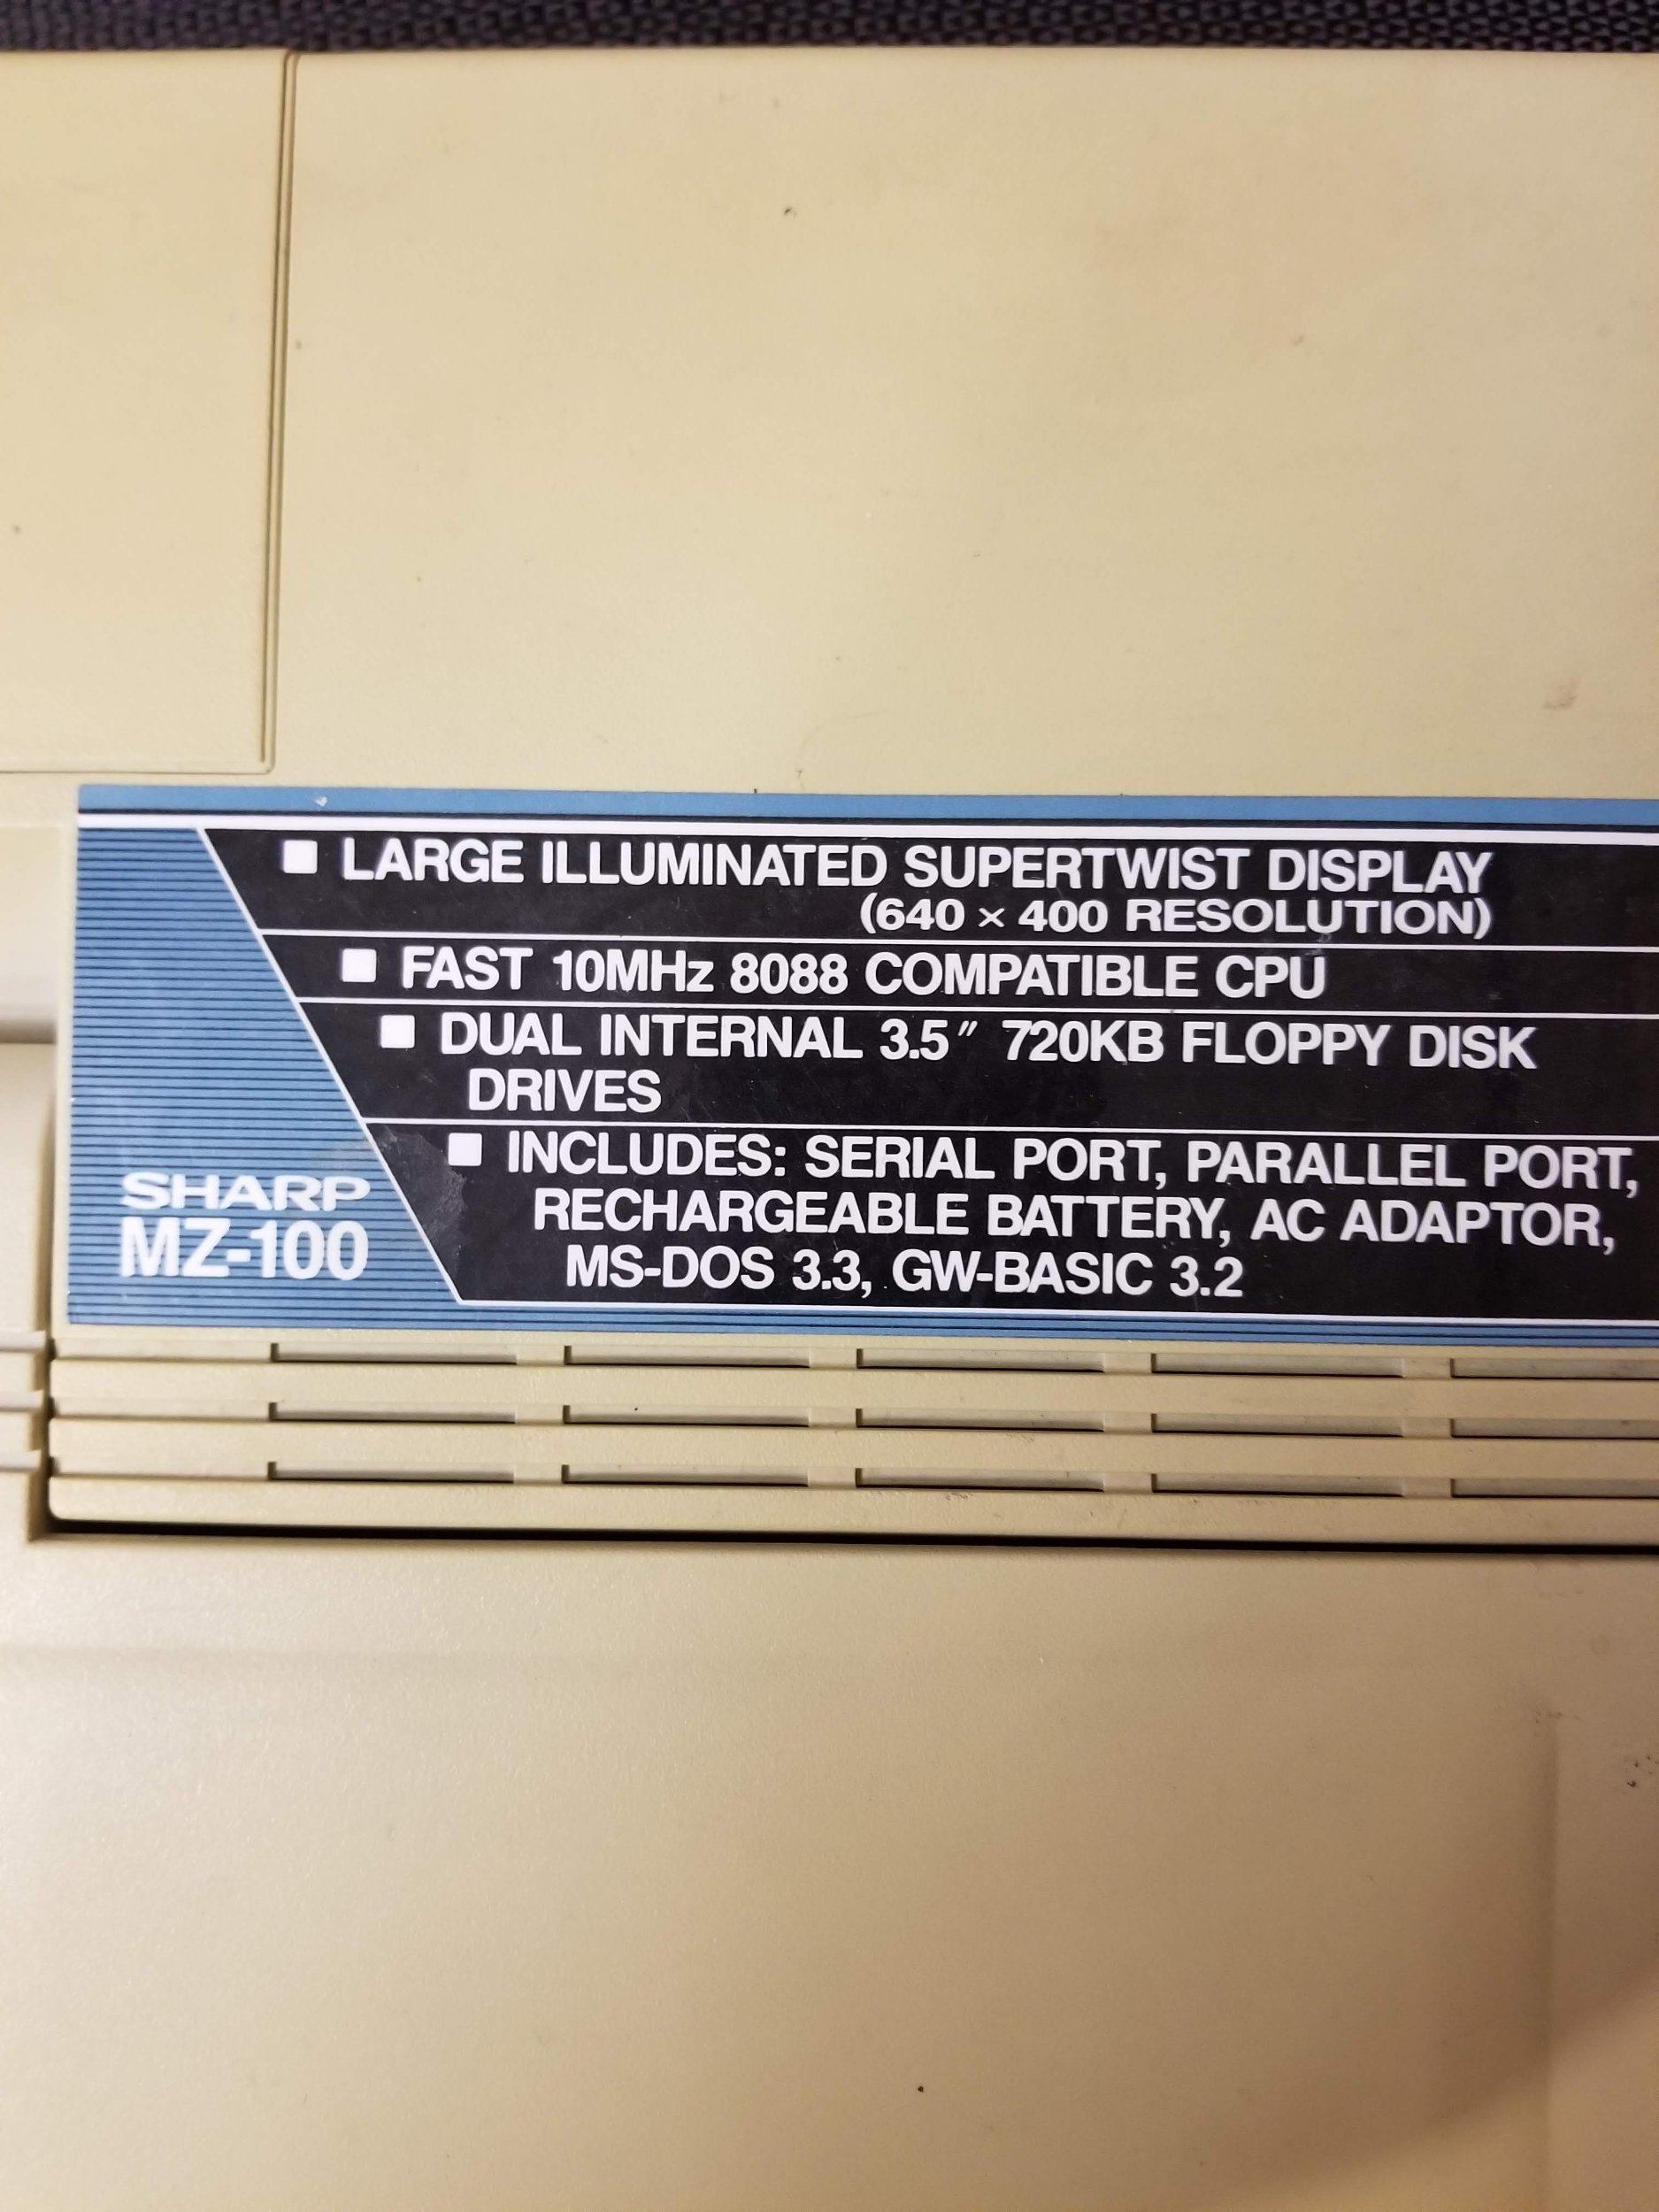 ■ LARGE ILLUMINATED SUPERTWIST DISPLAY
(640 × 400 RESOLUTION)
■ FAST 10MHz 8088 COMPATIBLE CPU
■ DUAL INTERNAL 3.5″ 720KB FLOPPY DISK
DRIVES
■ INCLUDES: SERIAL PORT, PARALLEL PORT,
RECHARGEABLE BATTERY, AC ADAPTOR,
MS-DOS 3.3, GW-BASIC 3.2
SHARP
MZ-100